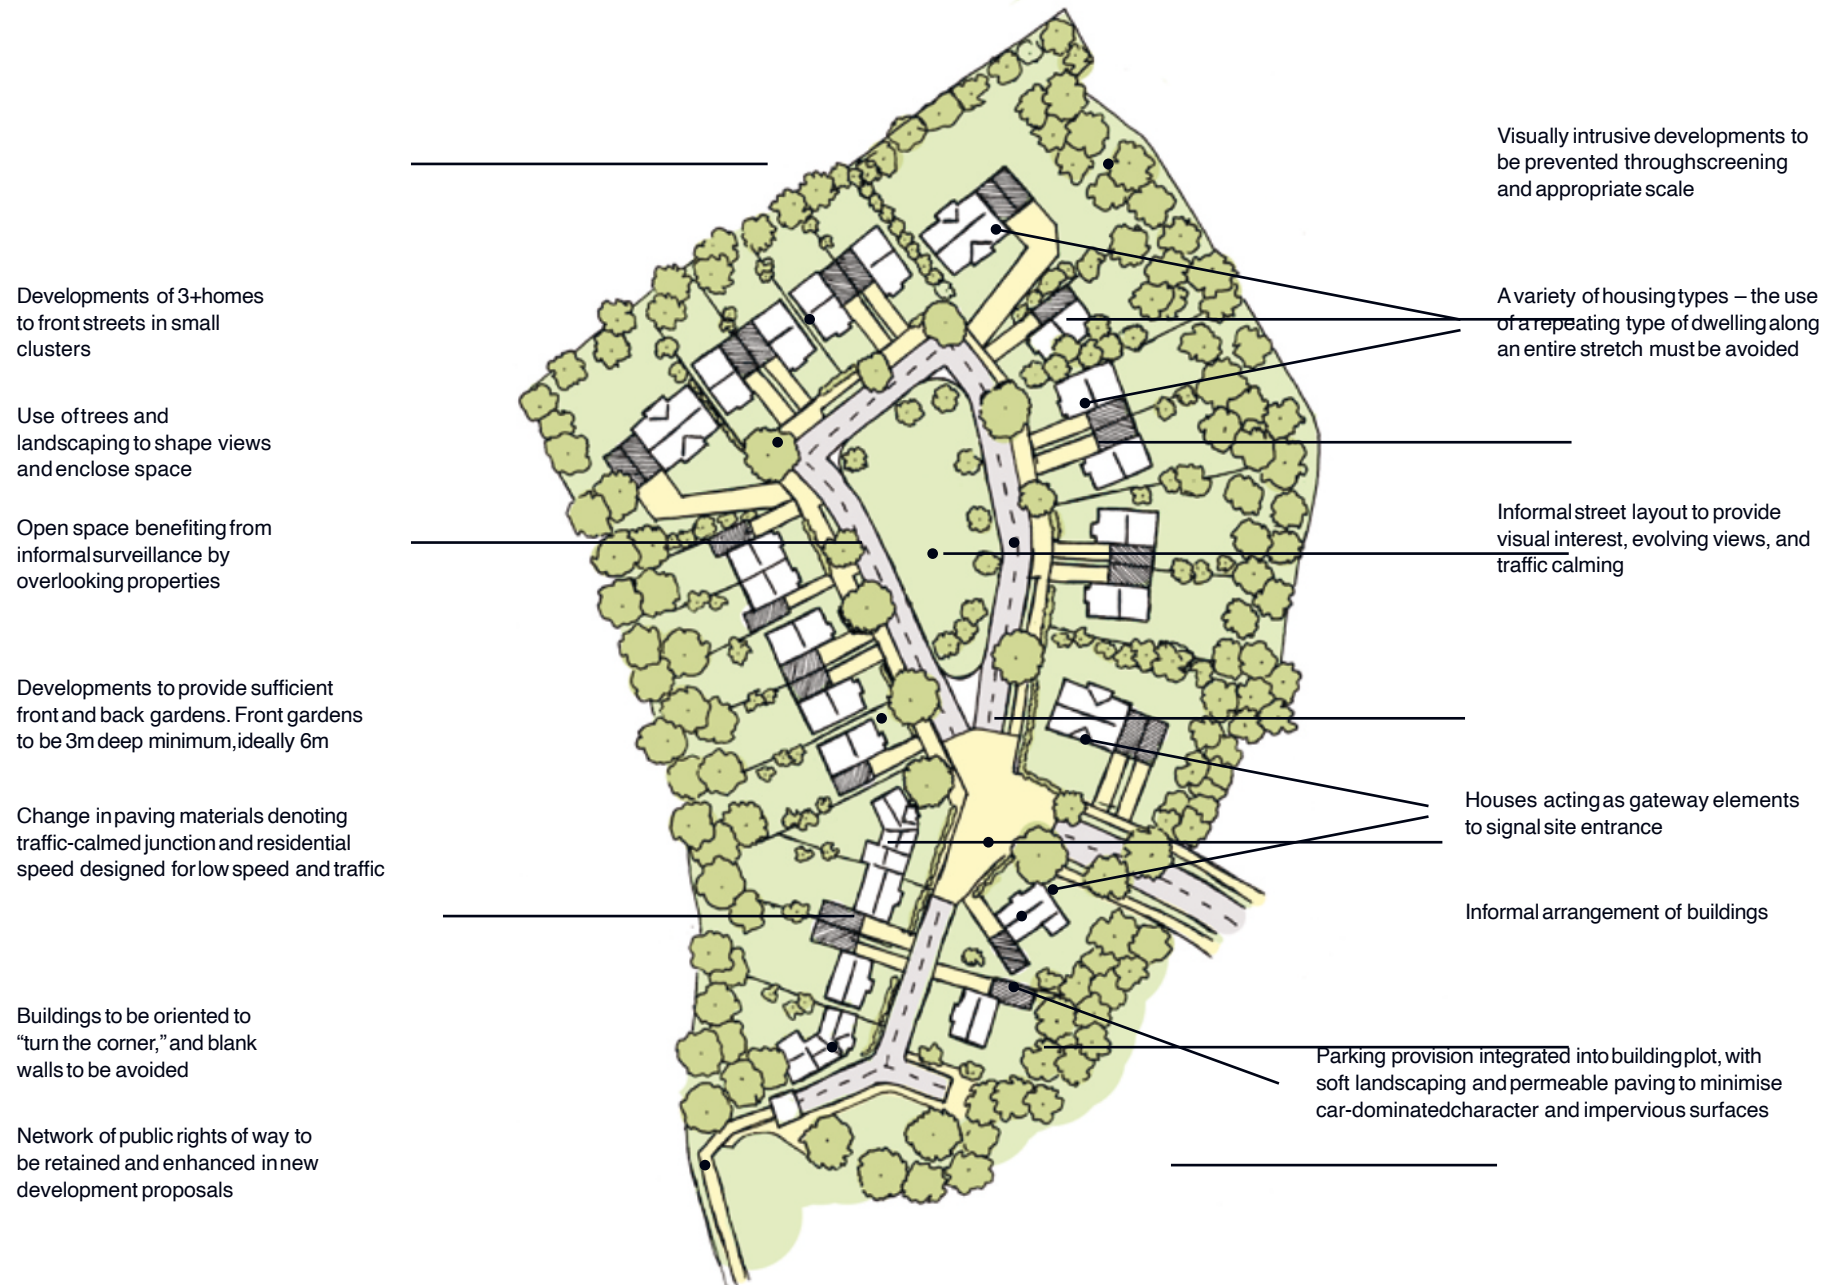 Developments of 3+homes
to front streets in small
clusters
Use of trees and
landscaping to shape views
and enclose space
Open space benefiting from
informal surveillance by
overlooking properties
Developments to provide sufficient
front and back gardens. Front gardens
to be 3m deep minimum, ideally 6m
Change in paving materials denoting
traffic-calmed junction and residential
speed designed for low speed and traffic
Buildings to be oriented to
“turn the corner,” and blank
walls to be avoided
Network of public rights of way to
be retained and enhanced in new
development proposals
Visually intrusive developments to
be prevented throughscreening
and appropriate scale
A variety of housing types – the use
of a repeating type of dwelling along
an entire stretch must be avoided
Informal street layout to provide
visual interest, evolving views, and
traffic calming
Houses acting as gateway elements
to signal site entrance
Informal arrangement of buildings
Parking provision integrated into building plot, with
soft landscaping and permeable paving to minimise
car-dominatedcharacter and impervious surfaces